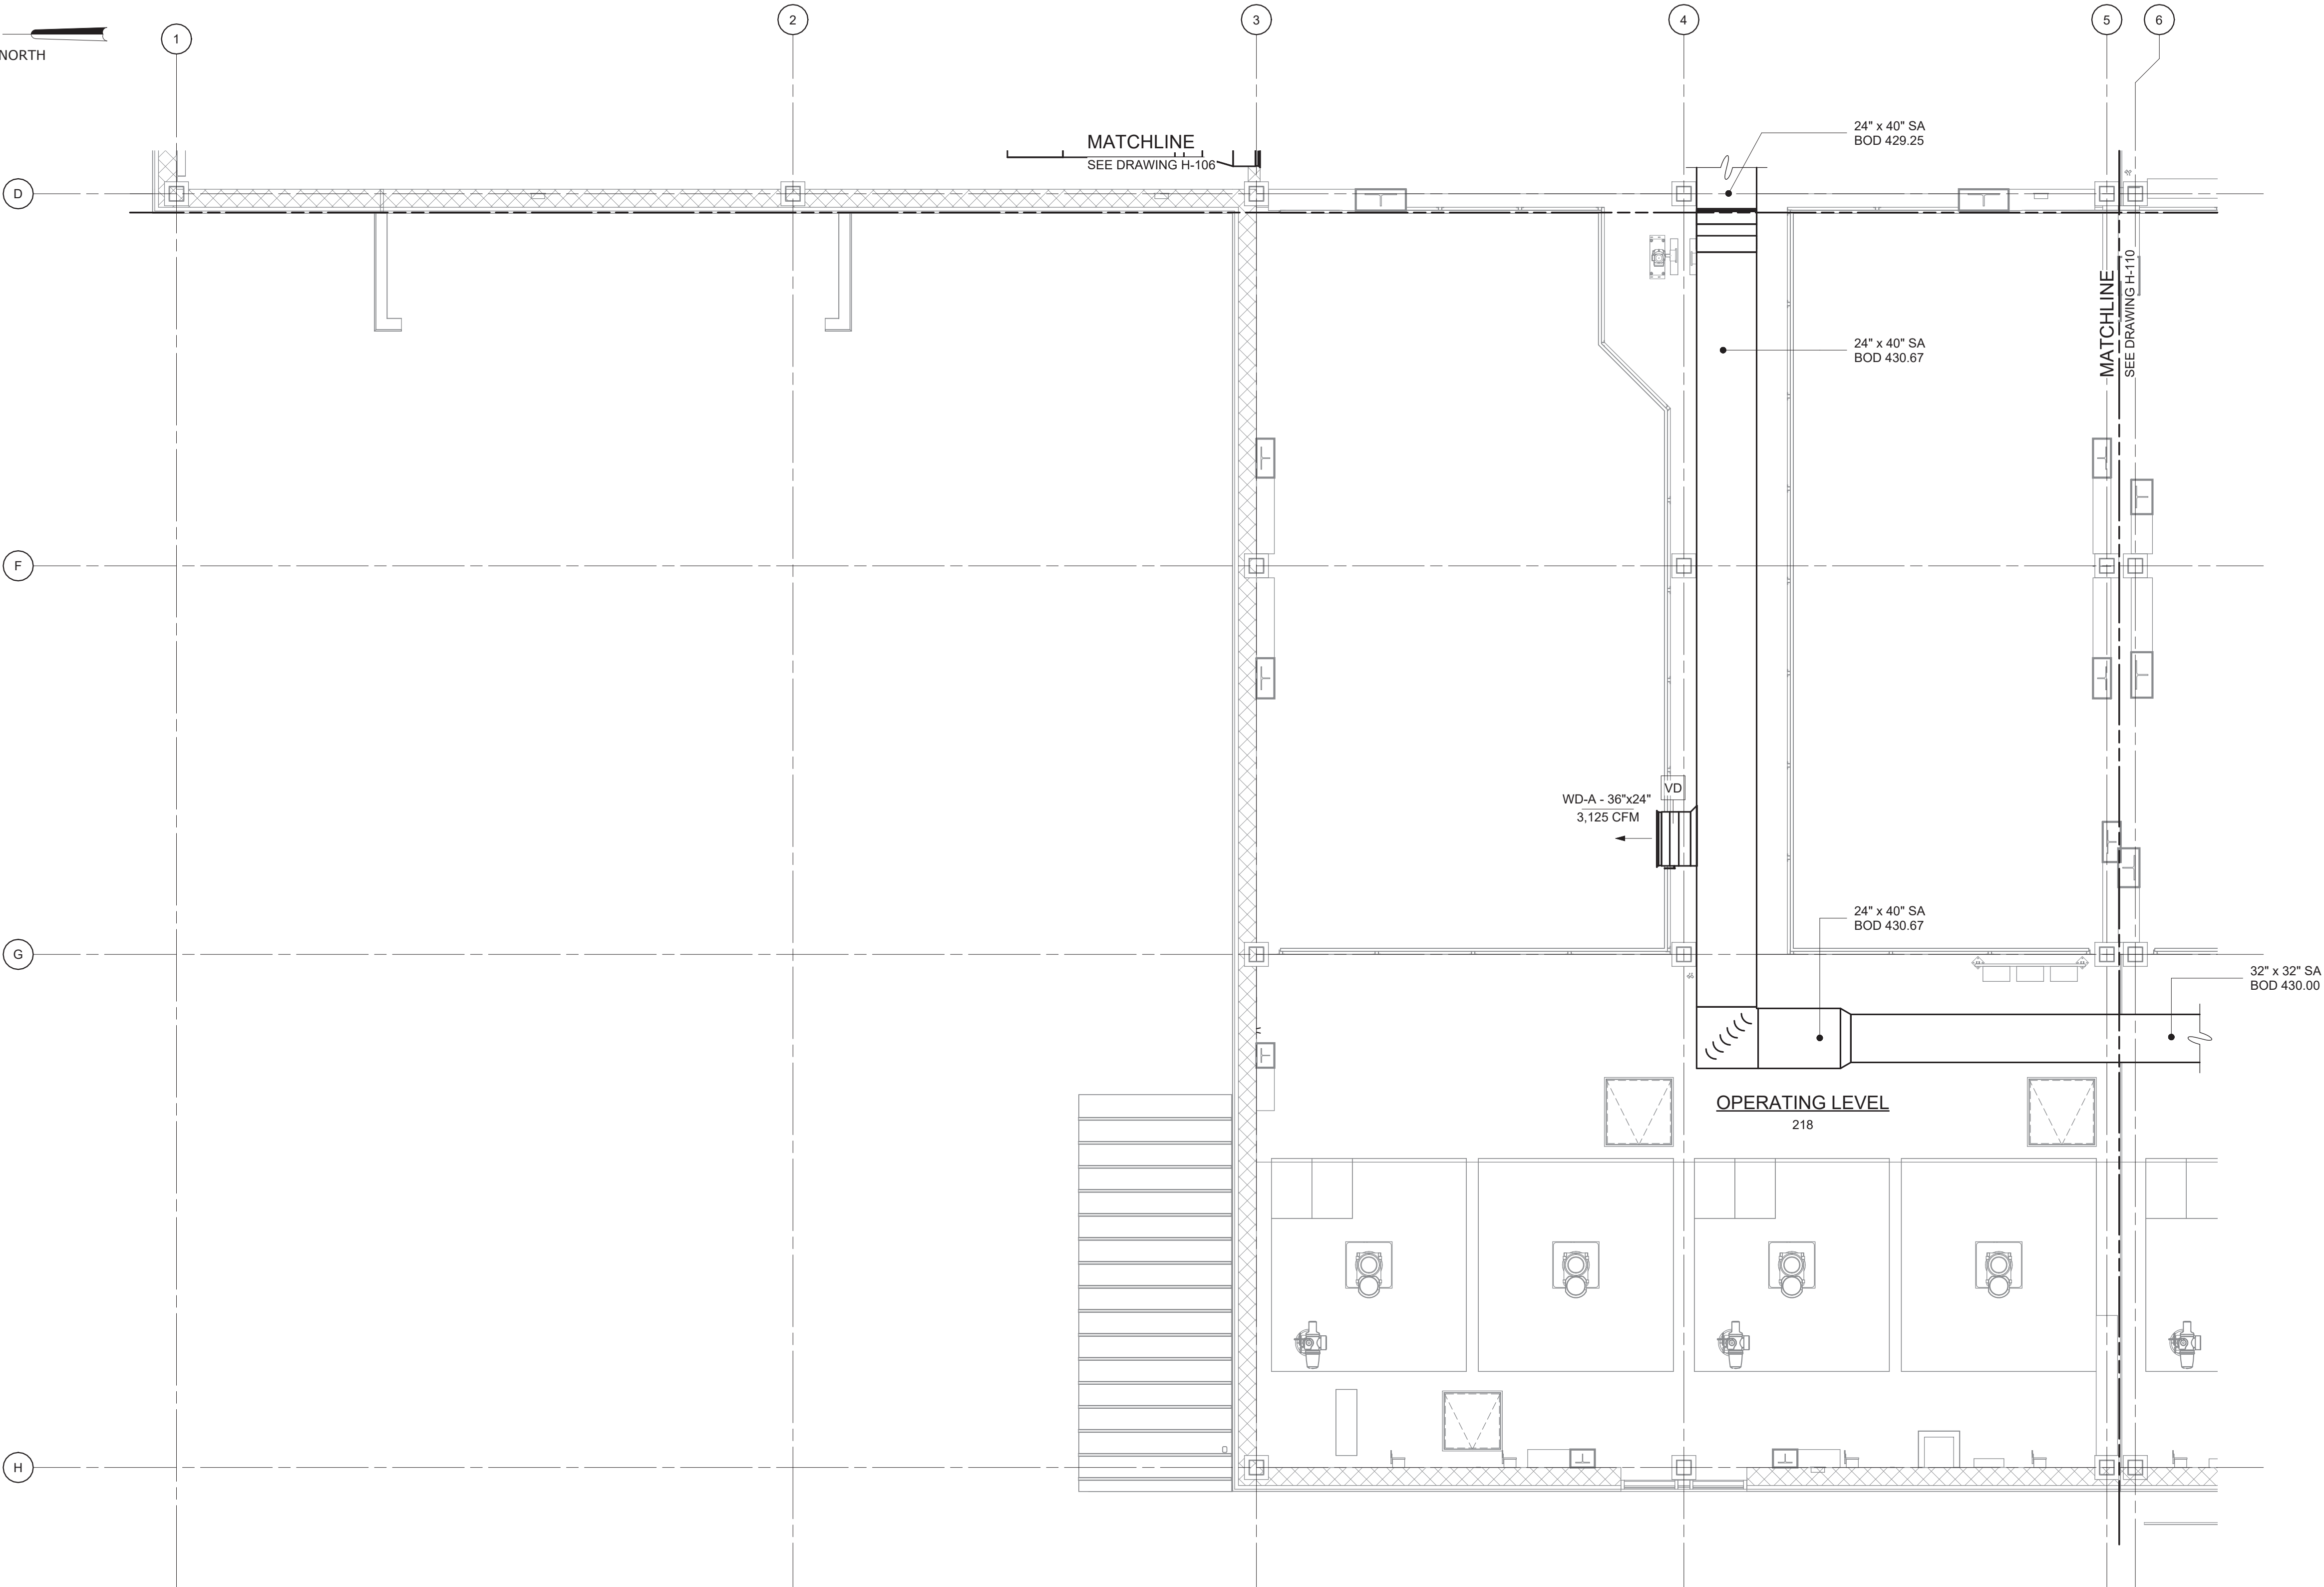 1
2
3
4
5
6
NORTH
24" x 40" SA
BOD 429.25
MATCHLINE
SEE DRAWING H-106
D
MATCHLINE
SEE DRAWING H-110
24" x 40" SA
BOD 430.67
F
VD
WD-A - 36"x24"
3,125 CFM
24" x 40" SA
BOD 430.67
G
32" x 32" SA
BOD 430.00
OPERATING LEVEL
218
H